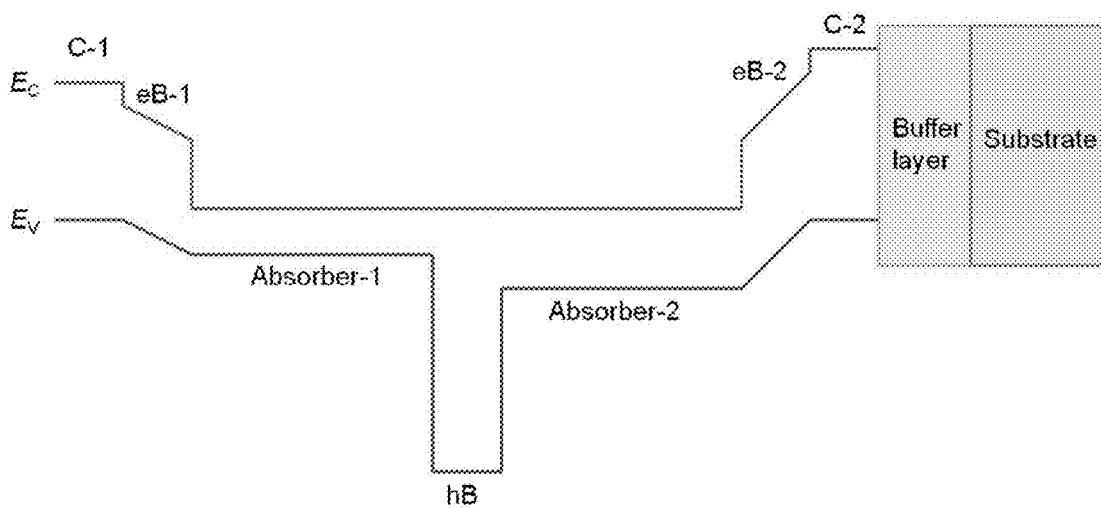 C-1
C-2
E_C
eB-1
eB-2
Buffer
layer
Substrate
E_V
Absorber-1
Absorber-2
hB